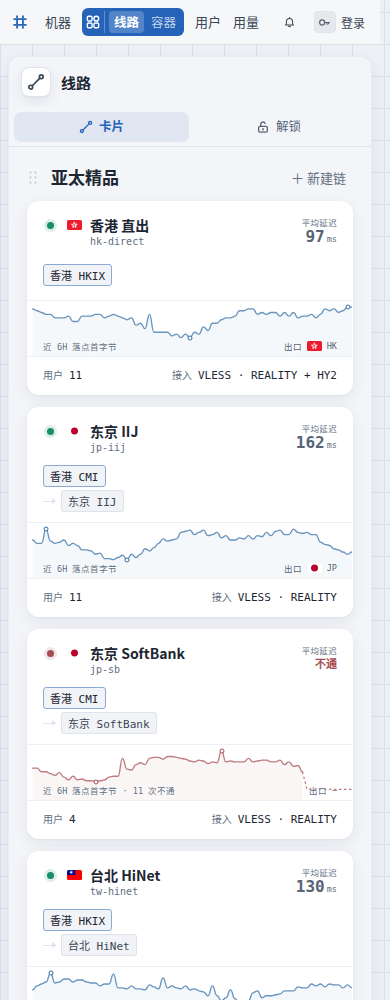 机器 线路 容器 用户 用量 登录
线路
卡片 解锁
亚太精品 + 新建链
香港 直出 平均延迟
hk-direct 97 ms
香港 HKIX
近 6H 落点首字节 出口 HK
用户 11 接入 VLESS · REALITY + HY2
东京 IIJ 平均延迟
jp-iij 162 ms
香港 CMI
东京 IIJ
近 6H 落点首字节 出口 JP
用户 11 接入 VLESS · REALITY
东京 SoftBank 平均延迟
jp-sb 不通
香港 CMI
东京 SoftBank
近 6H 落点首字节 · 11 次不通 出口 —
用户 4 接入 VLESS · REALITY
台北 HiNet 平均延迟
tw-hinet 130 ms
香港 HKIX
台北 HiNet